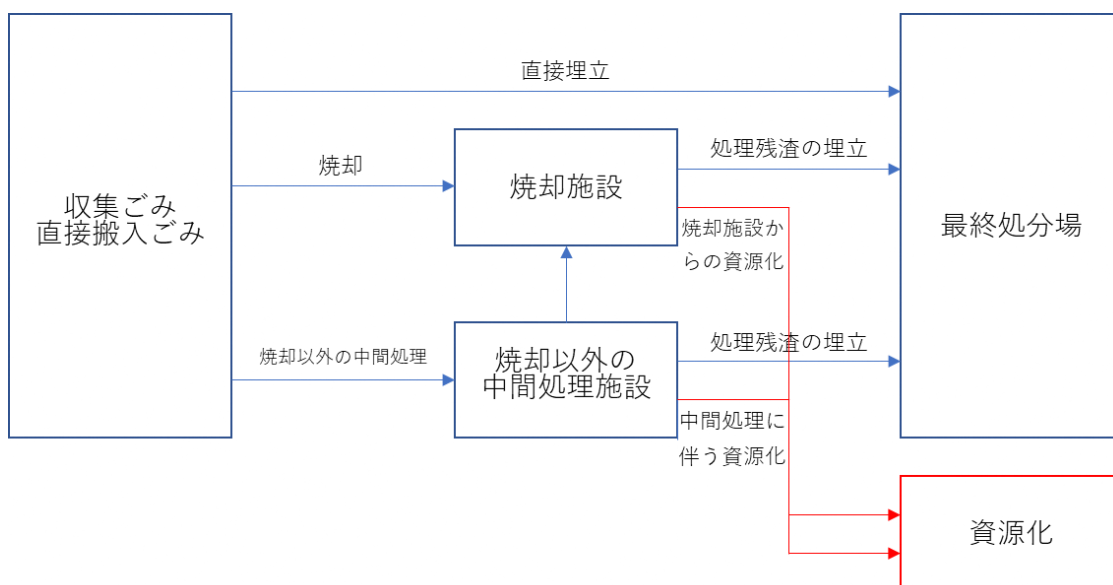 直接埋立
焼却
処理残渣の埋立
収集ごみ
直接搬入ごみ
焼却施設
最終処分場
焼却施設か
らの資源化
焼却以外の中間処理
焼却以外の
中間処理施設
処理残渣の埋立
中間処理に
伴う資源化
資源化